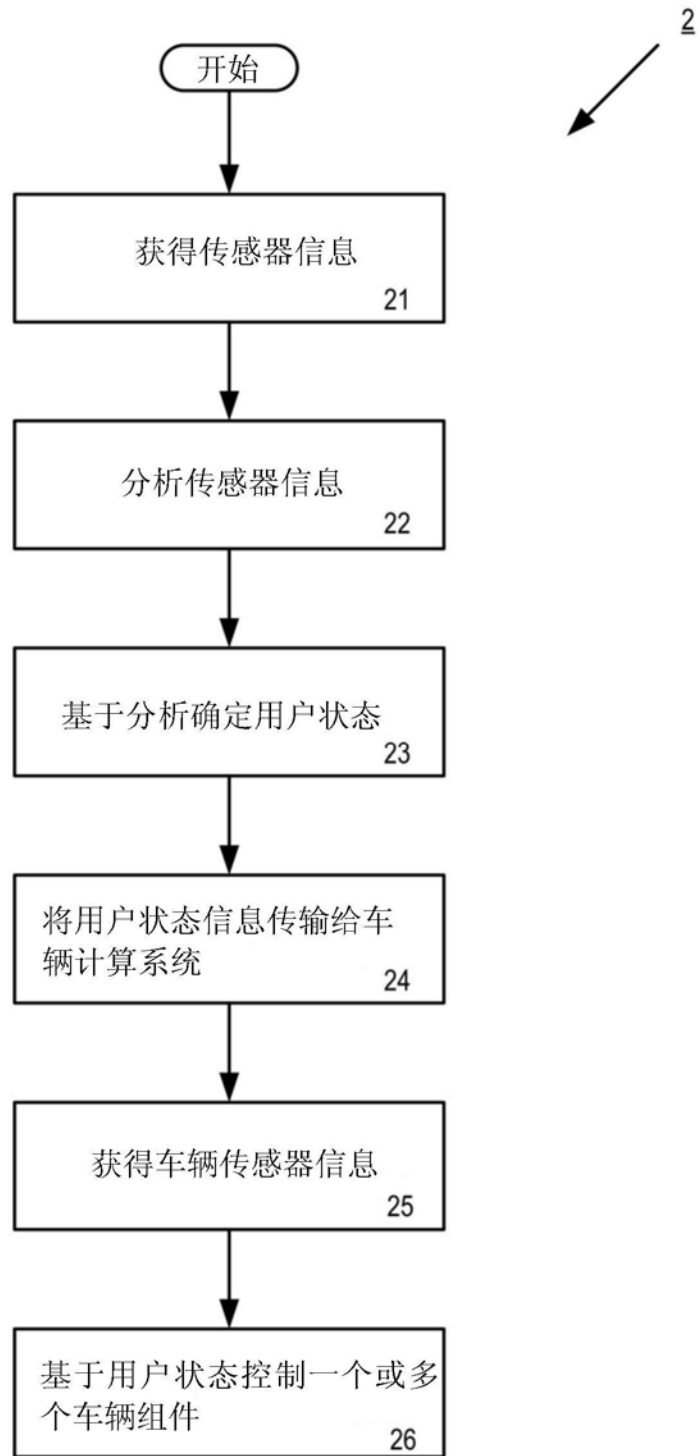 2
开始
获得传感器信息
21
分析传感器信息
22
基于分析确定用户状态
23
将用户状态信息传输给车
辆计算系统
24
获得车辆传感器信息
25
基于用户状态控制一个或多
个车辆组件
26